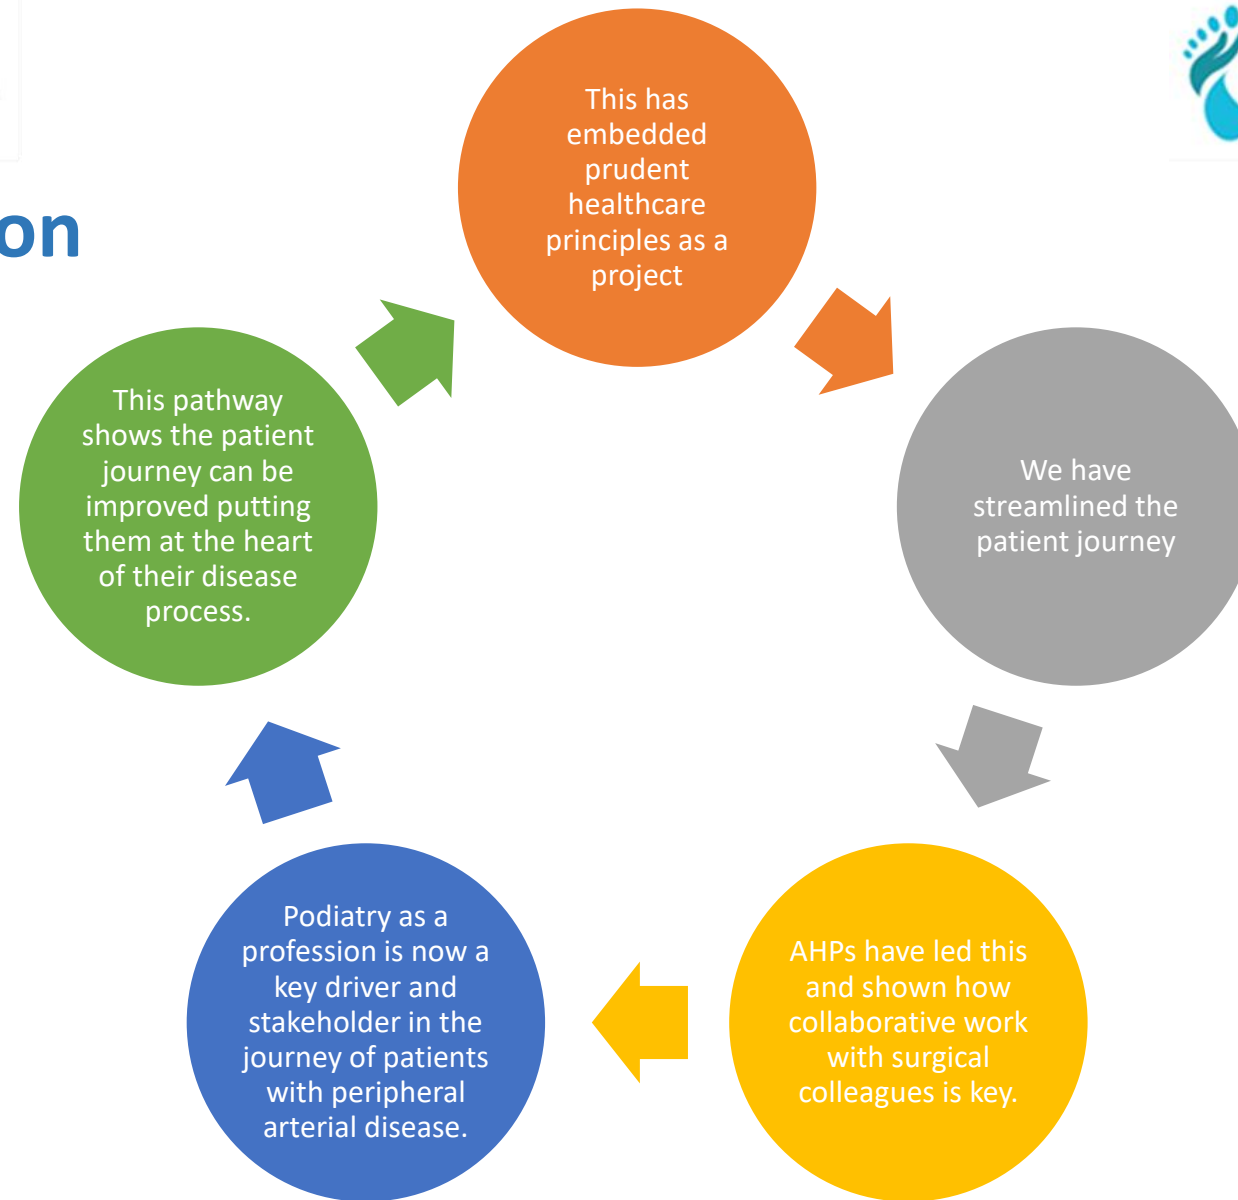 on
This has
embedded
prudent
healthcare
principles as a
project
We have
streamlined the
patient journey
AHPs have led this
and shown how
collaborative work
with surgical
colleagues is key.
Podiatry as a
profession is now a
key driver and
stakeholder in the
journey of patients
with peripheral
arterial disease.
This pathway
shows the patient
journey can be
improved putting
them at the heart
of their disease
process.